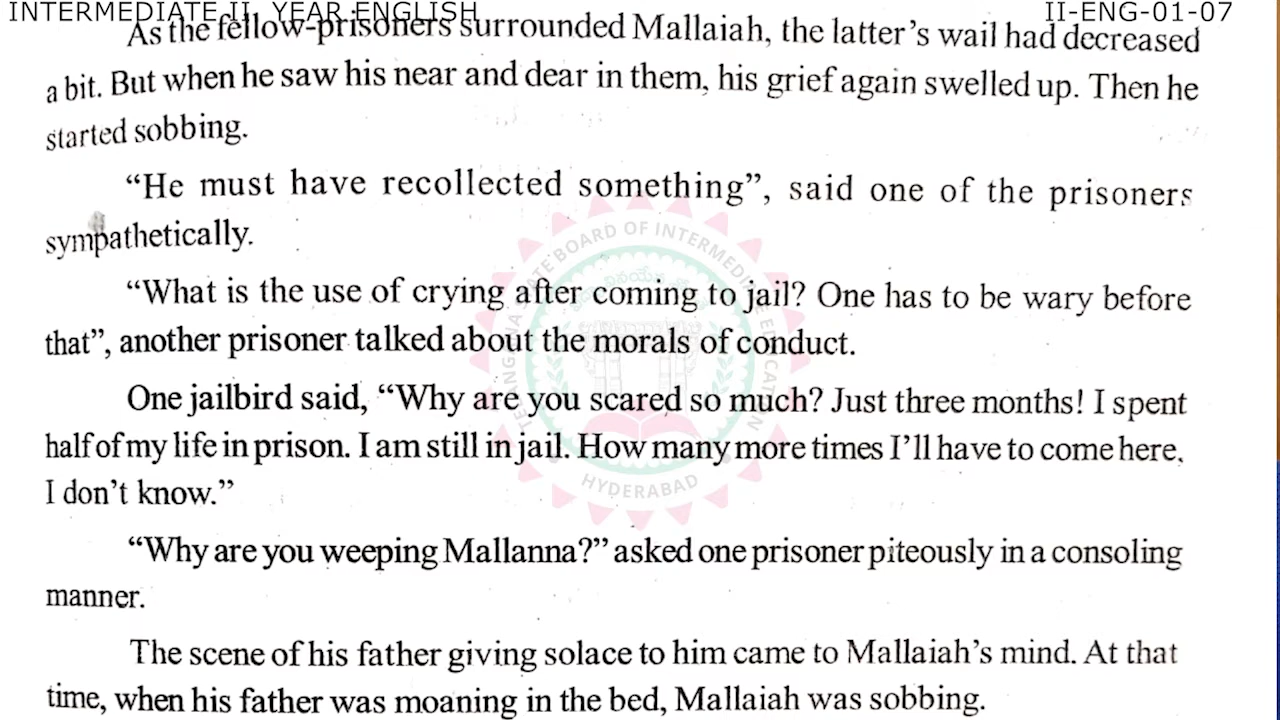 INTERMEDIATE II YEAR ENGLISH II-ENG-01-07
As the fellow-prisoners surrounded Mallaiah, the latter's wail had decreased
a bit. But when he saw his near and dear in them, his grief again swelled up. Then he
started sobbing.
“He must have recollected something”, said one of the prisoners
sympathetically.
“What is the use of crying after coming to jail? One has to be wary before
that”, another prisoner talked about the morals of conduct.
One jailbird said, “Why are you scared so much? Just three months! I spent
half of my life in prison. I am still in jail. How many more times I'll have to come here,
I don't know.”
“Why are you weeping Mallanna?” asked one prisoner piteously in a consoling
manner.
The scene of his father giving solace to him came to Mallaiah's mind. At that
time, when his father was moaning in the bed, Mallaiah was sobbing.
TELANGANA STATE BOARD OF INTERMEDIATE EDUCATION
HYDERABAD